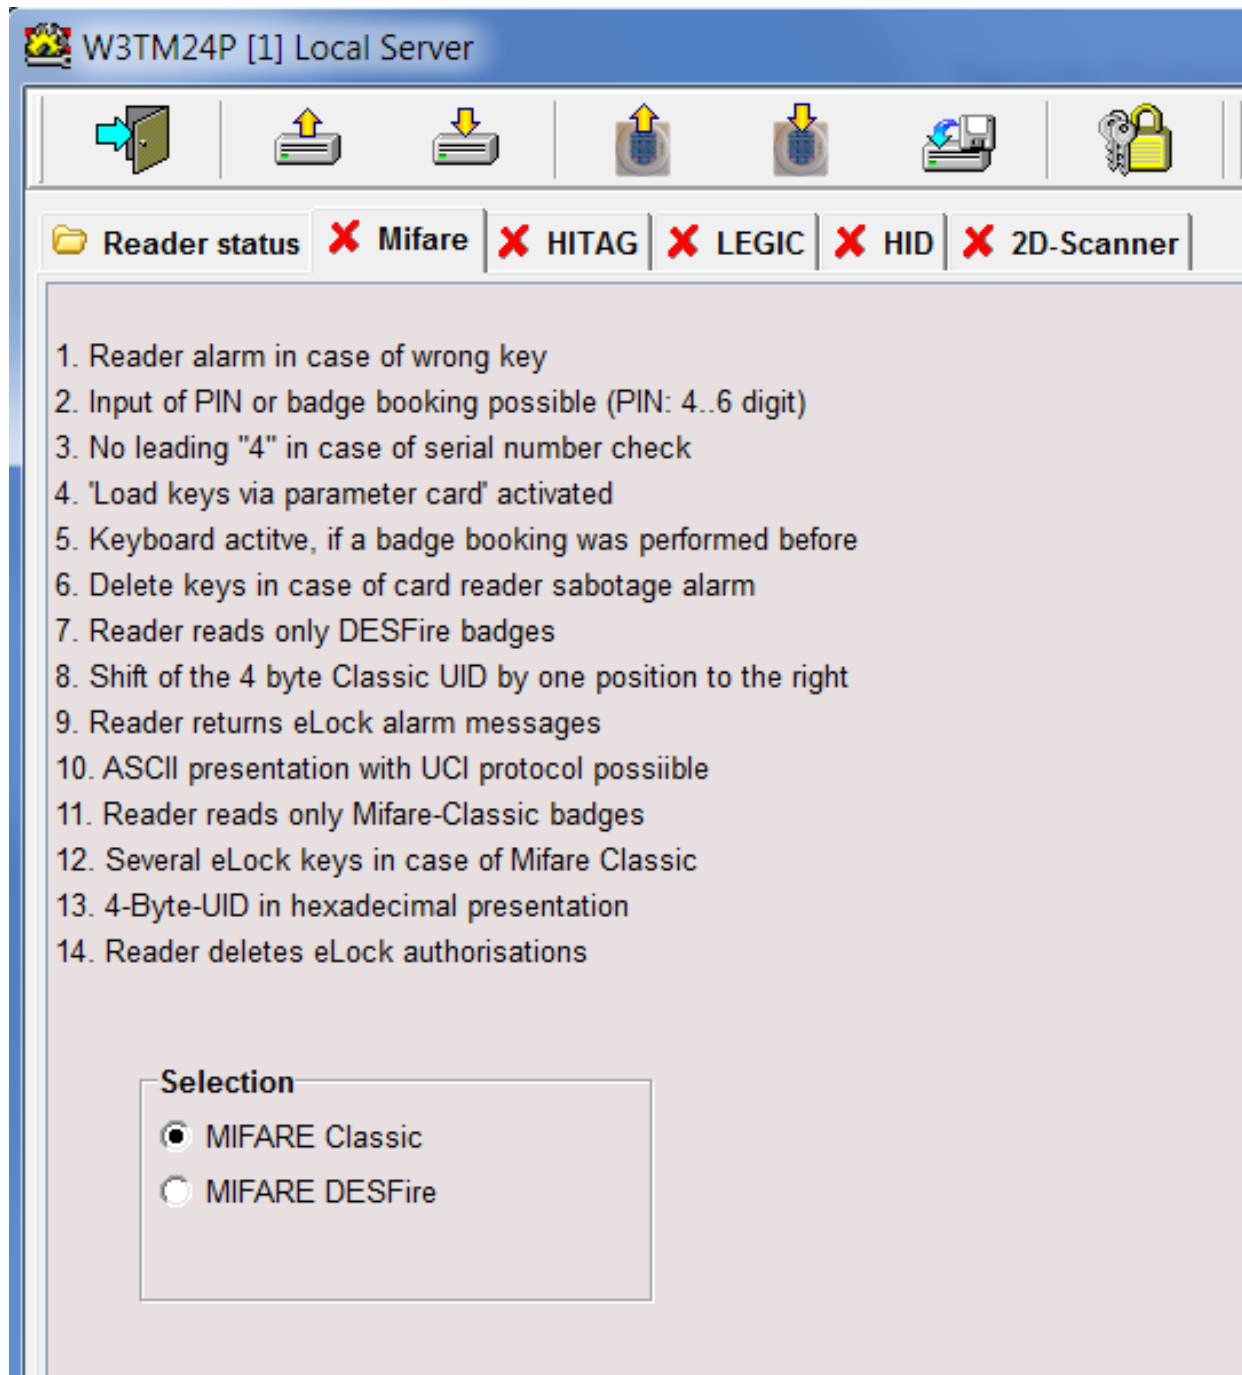 W3TM24P [1] Local Server
Reader status Mifare HITAG LEGIC HID 2D-Scanner
1. Reader alarm in case of wrong key
2. Input of PIN or badge booking possible (PIN: 4..6 digit)
3. No leading "4" in case of serial number check
4. 'Load keys via parameter card' activated
5. Keyboard actitve, if a badge booking was performed before
6. Delete keys in case of card reader sabotage alarm
7. Reader reads only DESFire badges
8. Shift of the 4 byte Classic UID by one position to the right
9. Reader returns eLock alarm messages
10. ASCII presentation with UCI protocol possiible
11. Reader reads only Mifare-Classic badges
12. Several eLock keys in case of Mifare Classic
13. 4-Byte-UID in hexadecimal presentation
14. Reader deletes eLock authorisations
Selection
MIFARE Classic
MIFARE DESFire